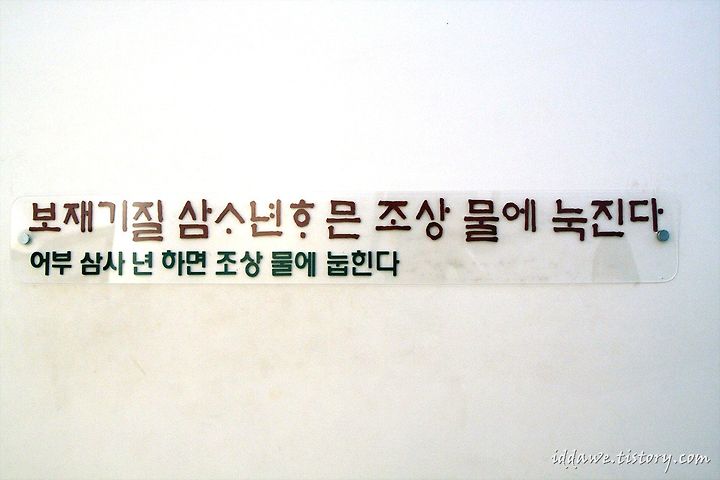 보재기질 삼ᄉᆞ년ᄒᆞ믄 조상 물에 눅진다
어부 삼사 년 하면 조상 물에 눕힌다
iddawe.tistory.com